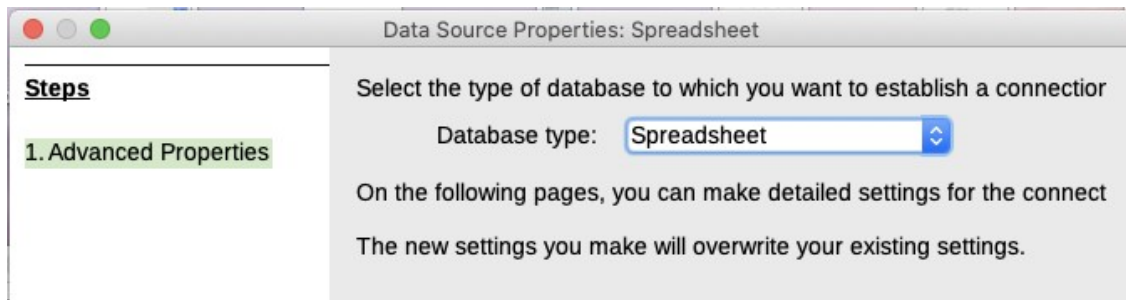 Data Source Properties: Spreadsheet
Steps
1. Advanced Properties
Select the type of database to which you want to establish a connectior
Database type: Spreadsheet
On the following pages, you can make detailed settings for the connect
The new settings you make will overwrite your existing settings.